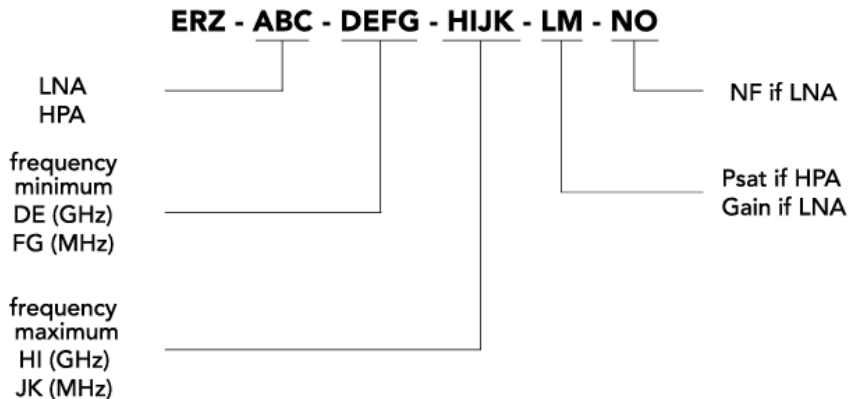 ERZ - ABC - DEFG - HIJK - LM - NO
LNA
HPA
NF if LNA
frequency
minimum
DE (GHz)
FG (MHz)
Psat if HPA
Gain if LNA
frequency
maximum
HI (GHz)
JK (MHz)